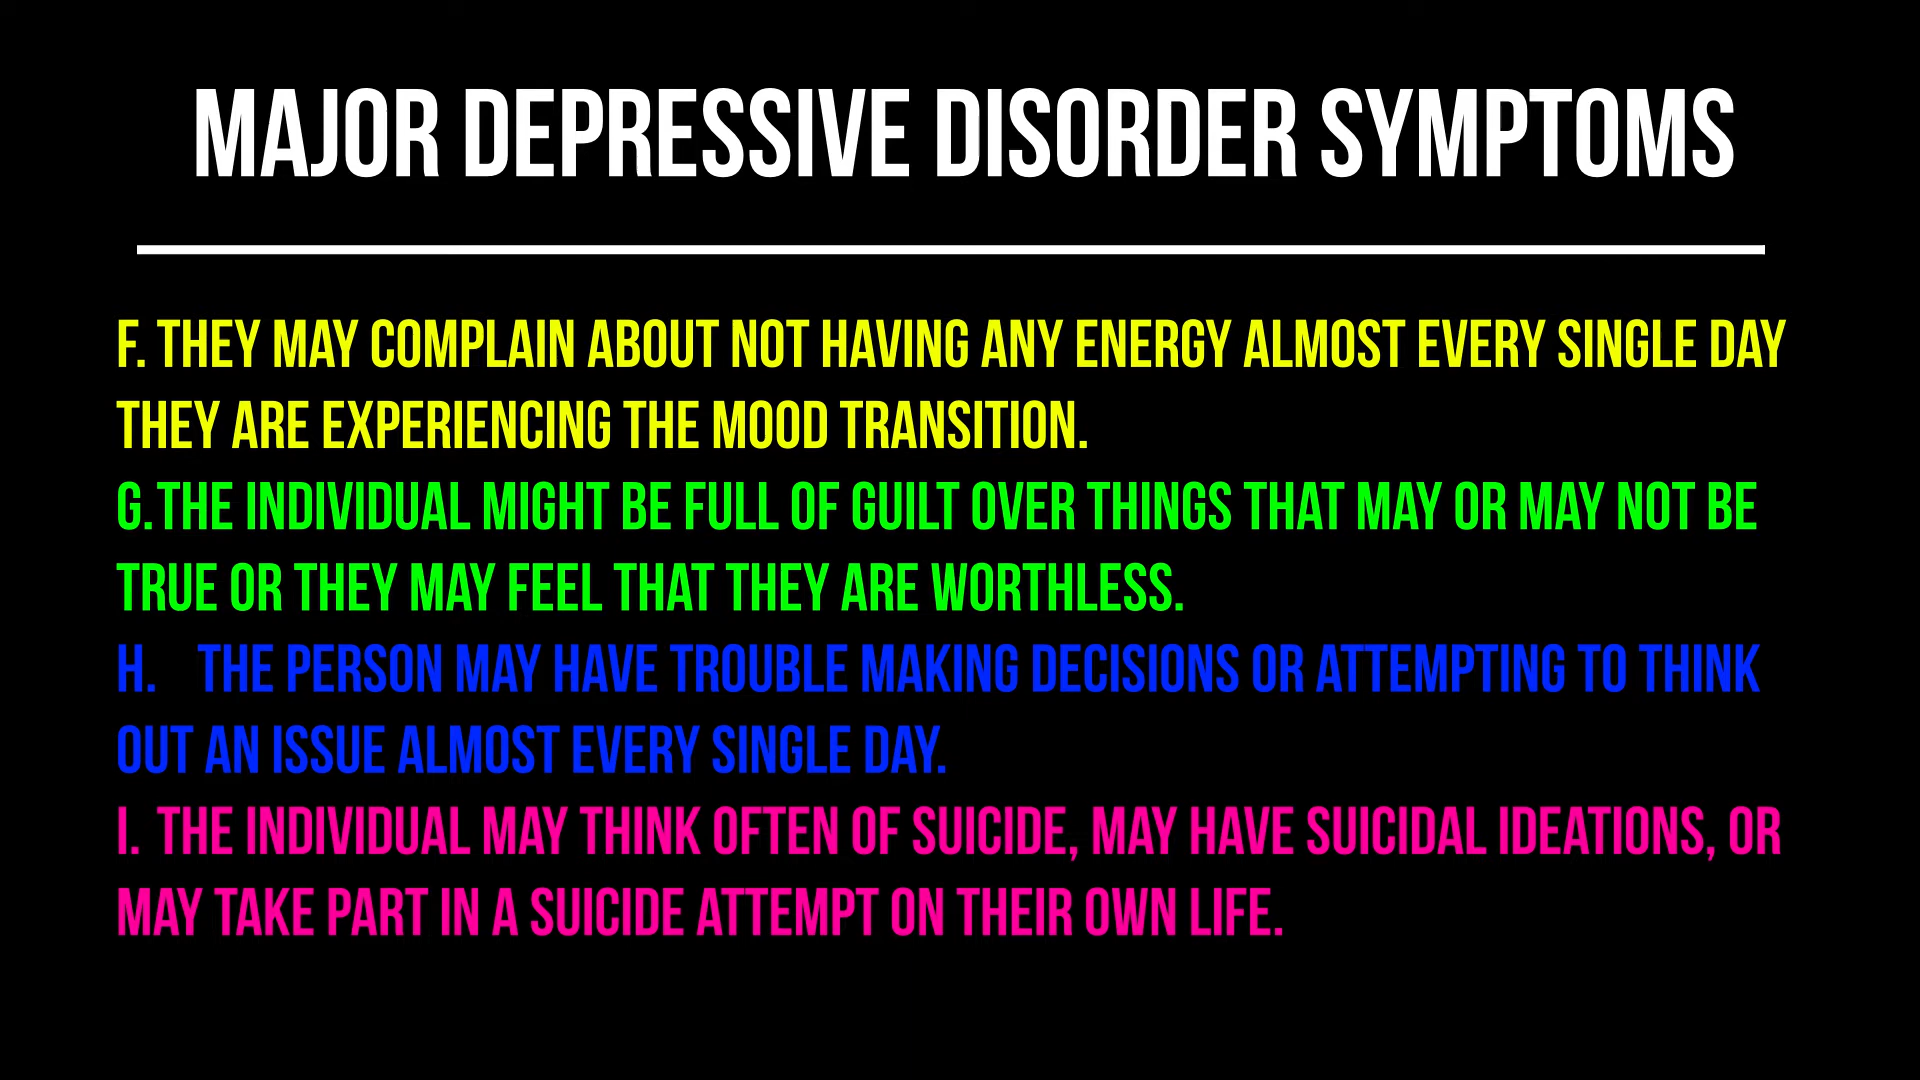 MAJOR DEPRESSIVE DISORDER SYMPTOMS
F. THEY MAY COMPLAIN ABOUT NOT HAVING ANY ENERGY ALMOST EVERY SINGLE DAY
THEY ARE EXPERIENCING THE MOOD TRANSITION.
G.THE INDIVIDUAL MIGHT BE FULL OF GUILT OVER THINGS THAT MAY OR MAY NOT BE
TRUE OR THEY MAY FEEL THAT THEY ARE WORTHLESS.
H. THE PERSON MAY HAVE TROUBLE MAKING DECISIONS OR ATTEMPTING TO THINK
OUT AN ISSUE ALMOST EVERY SINGLE DAY.
I. THE INDIVIDUAL MAY THINK OFTEN OF SUICIDE, MAY HAVE SUICIDAL IDEATIONS, OR
MAY TAKE PART IN A SUICIDE ATTEMPT ON THEIR OWN LIFE.